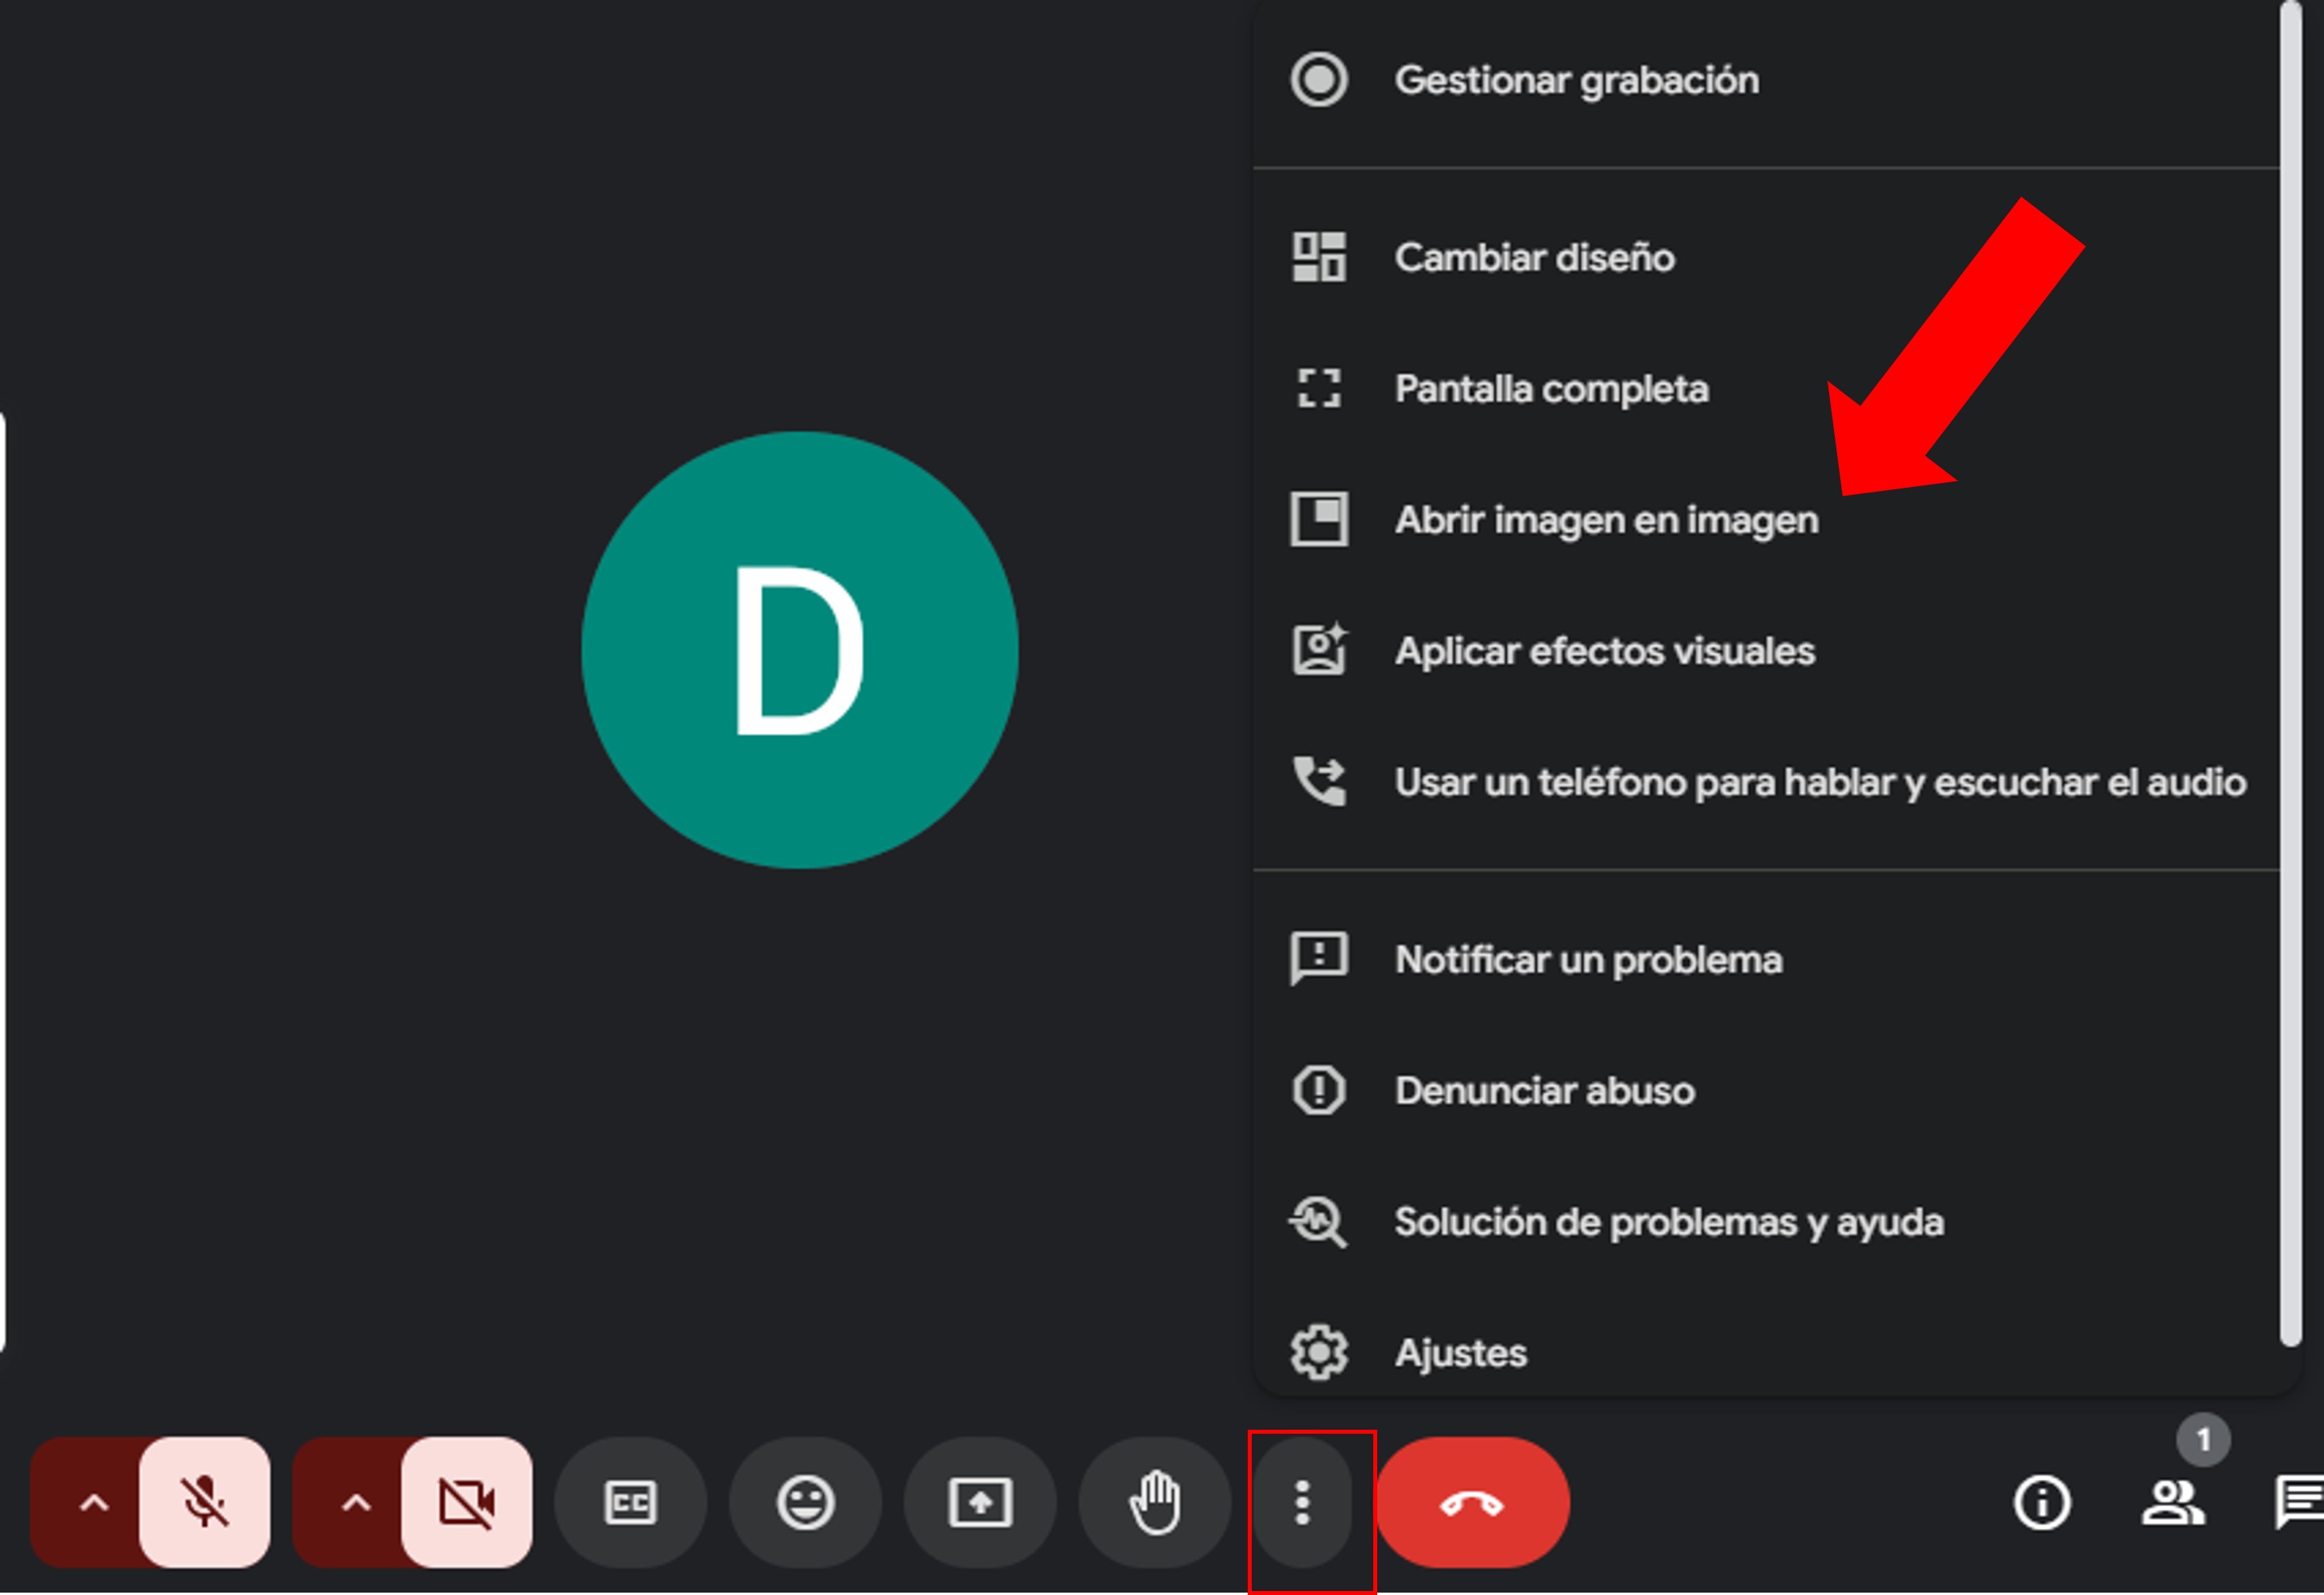 Gestionar grabación
Cambiar diseño
Pantalla completa
Abrir imagen en imagen
D
Aplicar efectos visuales
Usar un teléfono para hablar y escuchar el audio
Notificar un problema
Denunciar abuso
Solución de problemas y ayuda
Ajustes
1
CC